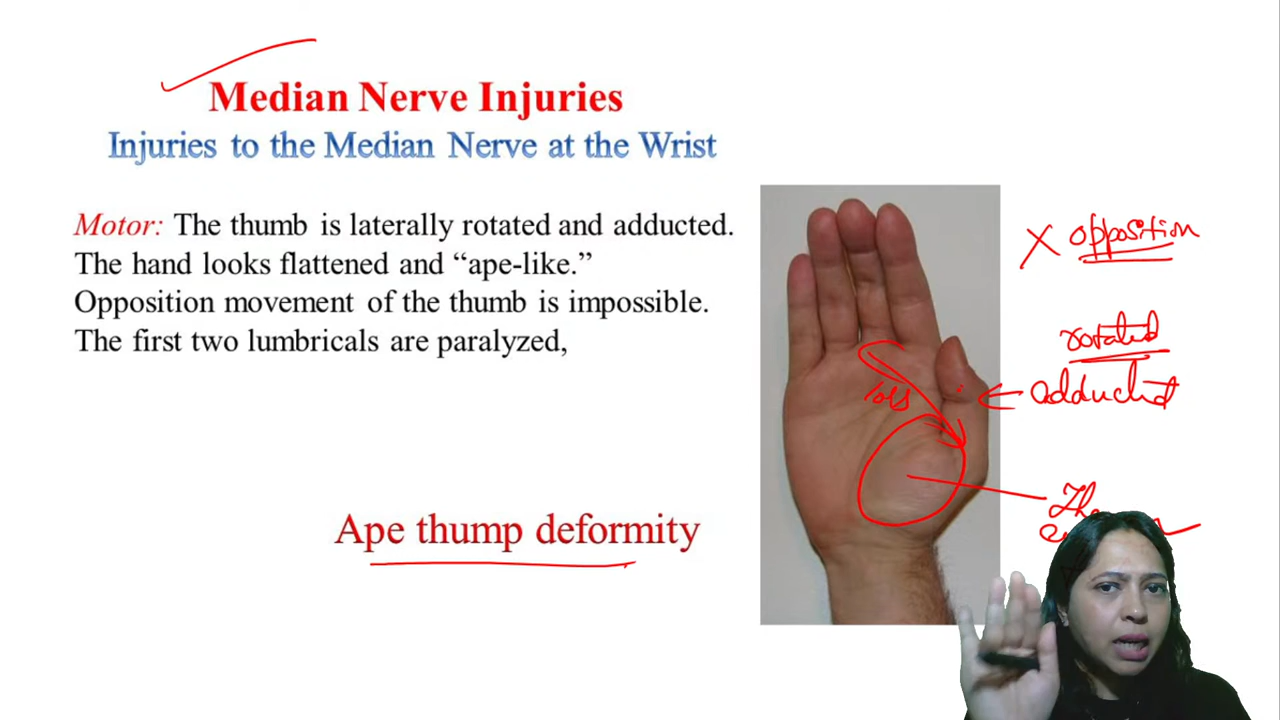 Median Nerve Injuries
Injuries to the Median Nerve at the Wrist
Motor: The thumb is laterally rotated and adducted.
The hand looks flattened and “ape-like.”
Opposition movement of the thumb is impossible.
The first two lumbricals are paralyzed,
Ape thump deformity
X opposition
rotated
adducted
loss